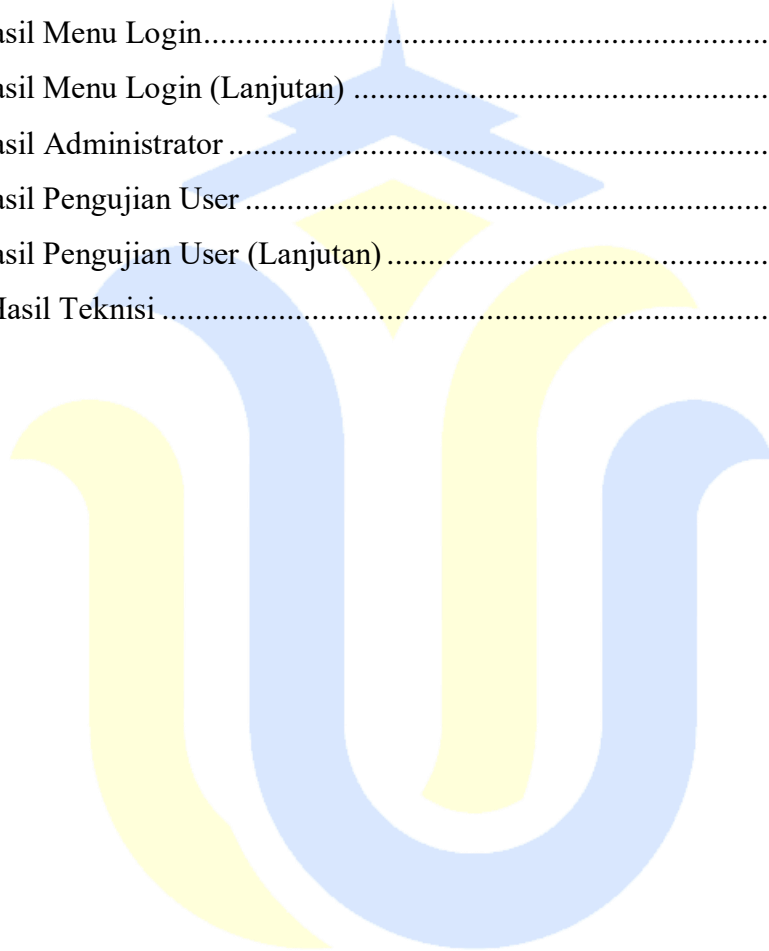 asil Menu Login..........................................................................
asil Menu Login (Lanjutan) .......................................................
asil Administrator .......................................................................
asil Pengujian User .....................................................................
asil Pengujian User (Lanjutan) ..................................................
Hasil Teknisi ................................................................................